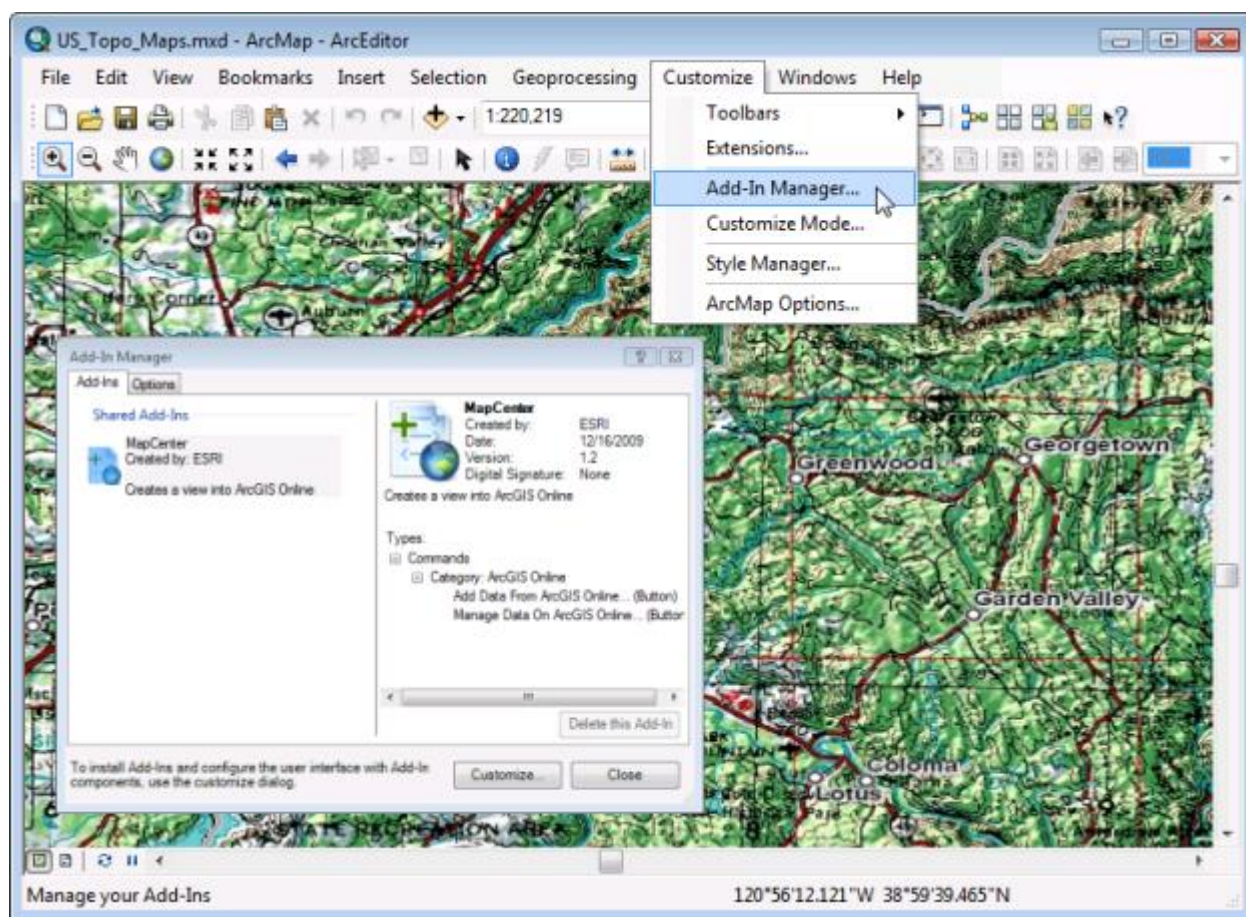 US_Topo_Maps.mxd - ArcMap - ArcEditor
File Edit View Bookmarks Insert Selection Geoprocessing Customize Windows Help
1:220,219
Toolbars
Extensions...
Add-In Manager...
Customize Mode...
Style Manager...
ArcMap Options...
Auburn
Georgetown
Greenwood
Garden Valley
Coloma
Lotus
STATE RECREATION AREA
Add-In Manager
Add-Ins Options
Shared Add-Ins
MapCenter
Created by: ESRI
Creates a view into ArcGIS Online
MapCenter
Created by: ESRI
Date: 12/16/2009
Version: 1.2
Digital Signature: None
Creates a view into ArcGIS Online
Types:
Commands
Category: ArcGIS Online
Add Data From ArcGIS Online... (Button)
Manage Data On ArcGIS Online... (Button
Delete this Add-In
To install Add-Ins and configure the user interface with Add-In
components, use the customize dialog.
Customize... Close
Manage your Add-Ins
120°56'12.121"W 38°59'39.465"N